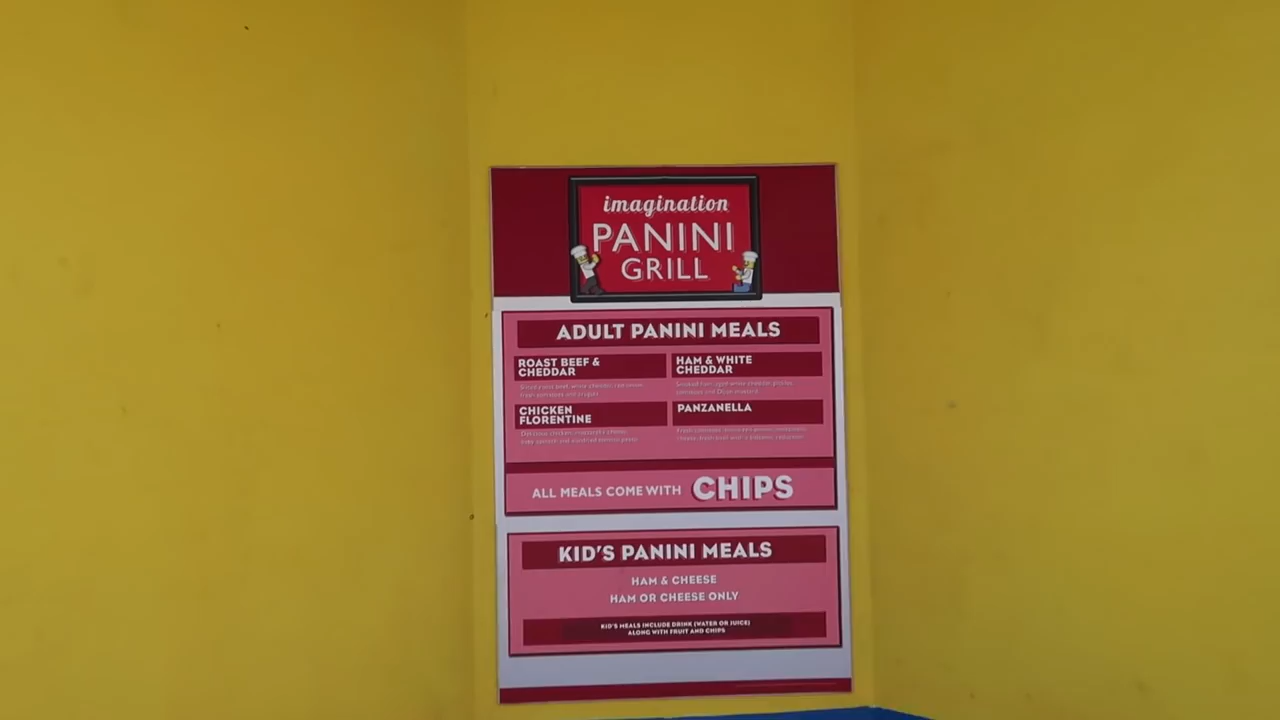 imagination
PANINI
GRILL
ADULT PANINI MEALS
ROAST BEEF &
CHEDDAR
HAM & WHITE
CHEDDAR
CHICKEN
FLORENTINE
PANZANELLA
ALL MEALS COME WITH CHIPS
KID'S PANINI MEALS
HAM & CHEESE
HAM OR CHEESE ONLY
KID'S MEALS INCLUDE DRINK (WATER OR JUICE)
ALONG WITH FRUIT AND CHIPS